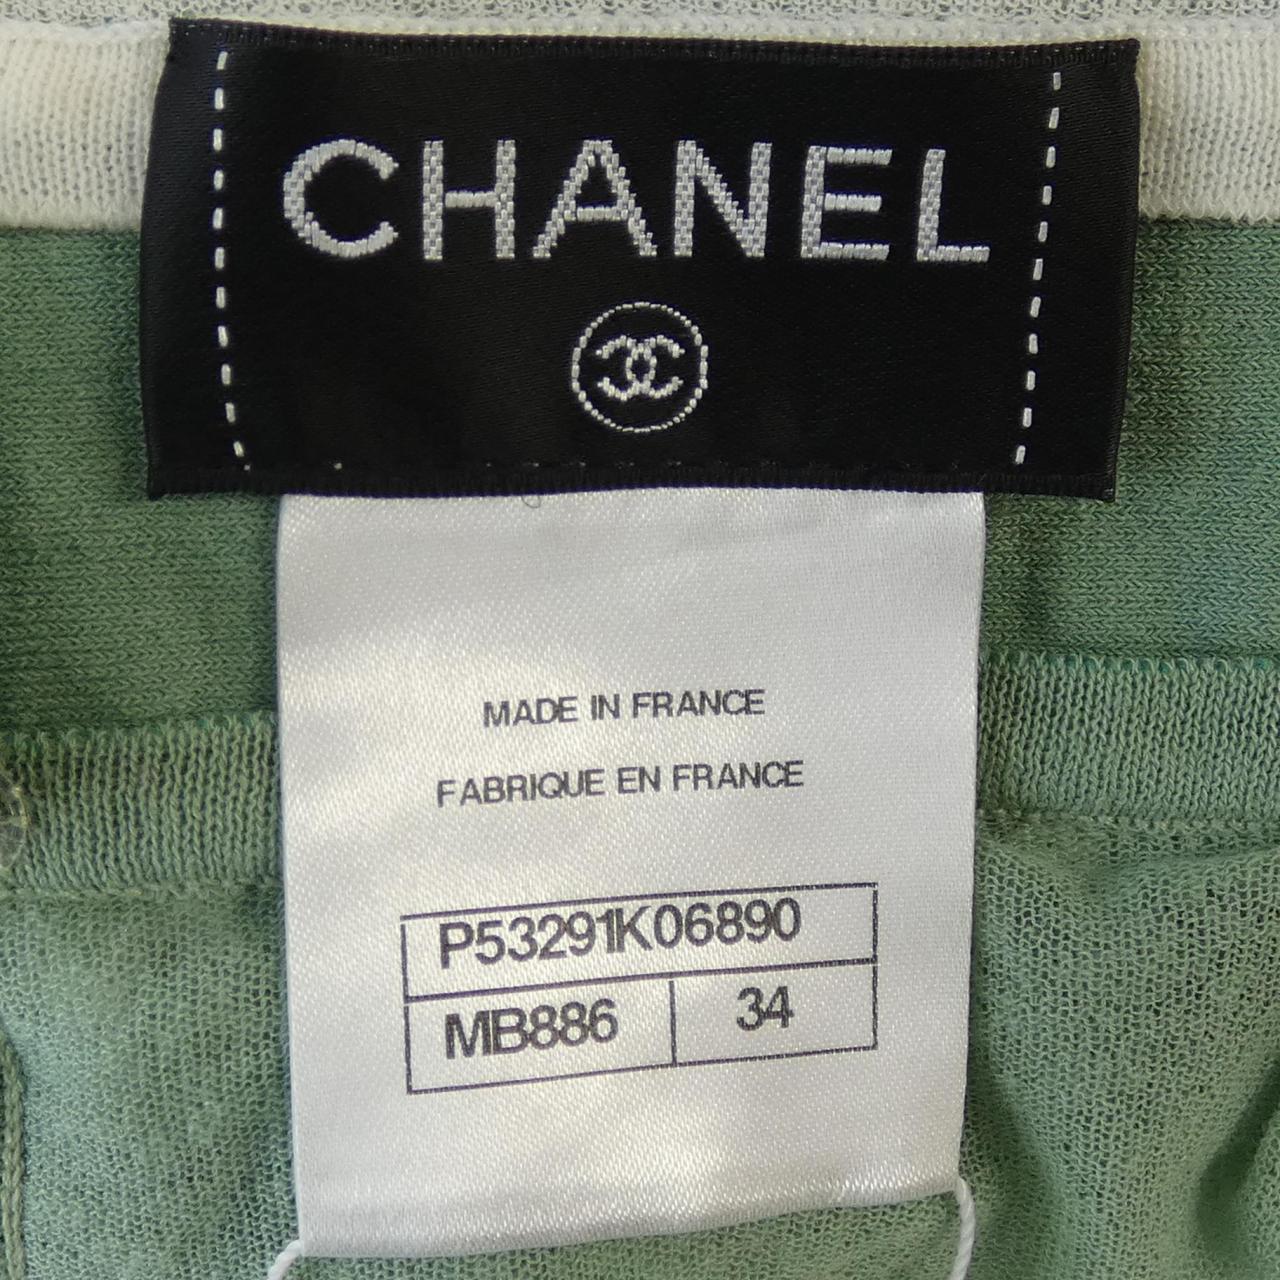 CHANEL
MADE IN FRANCE
FABRIQUE EN FRANCE
P53291K06890
MB886 34